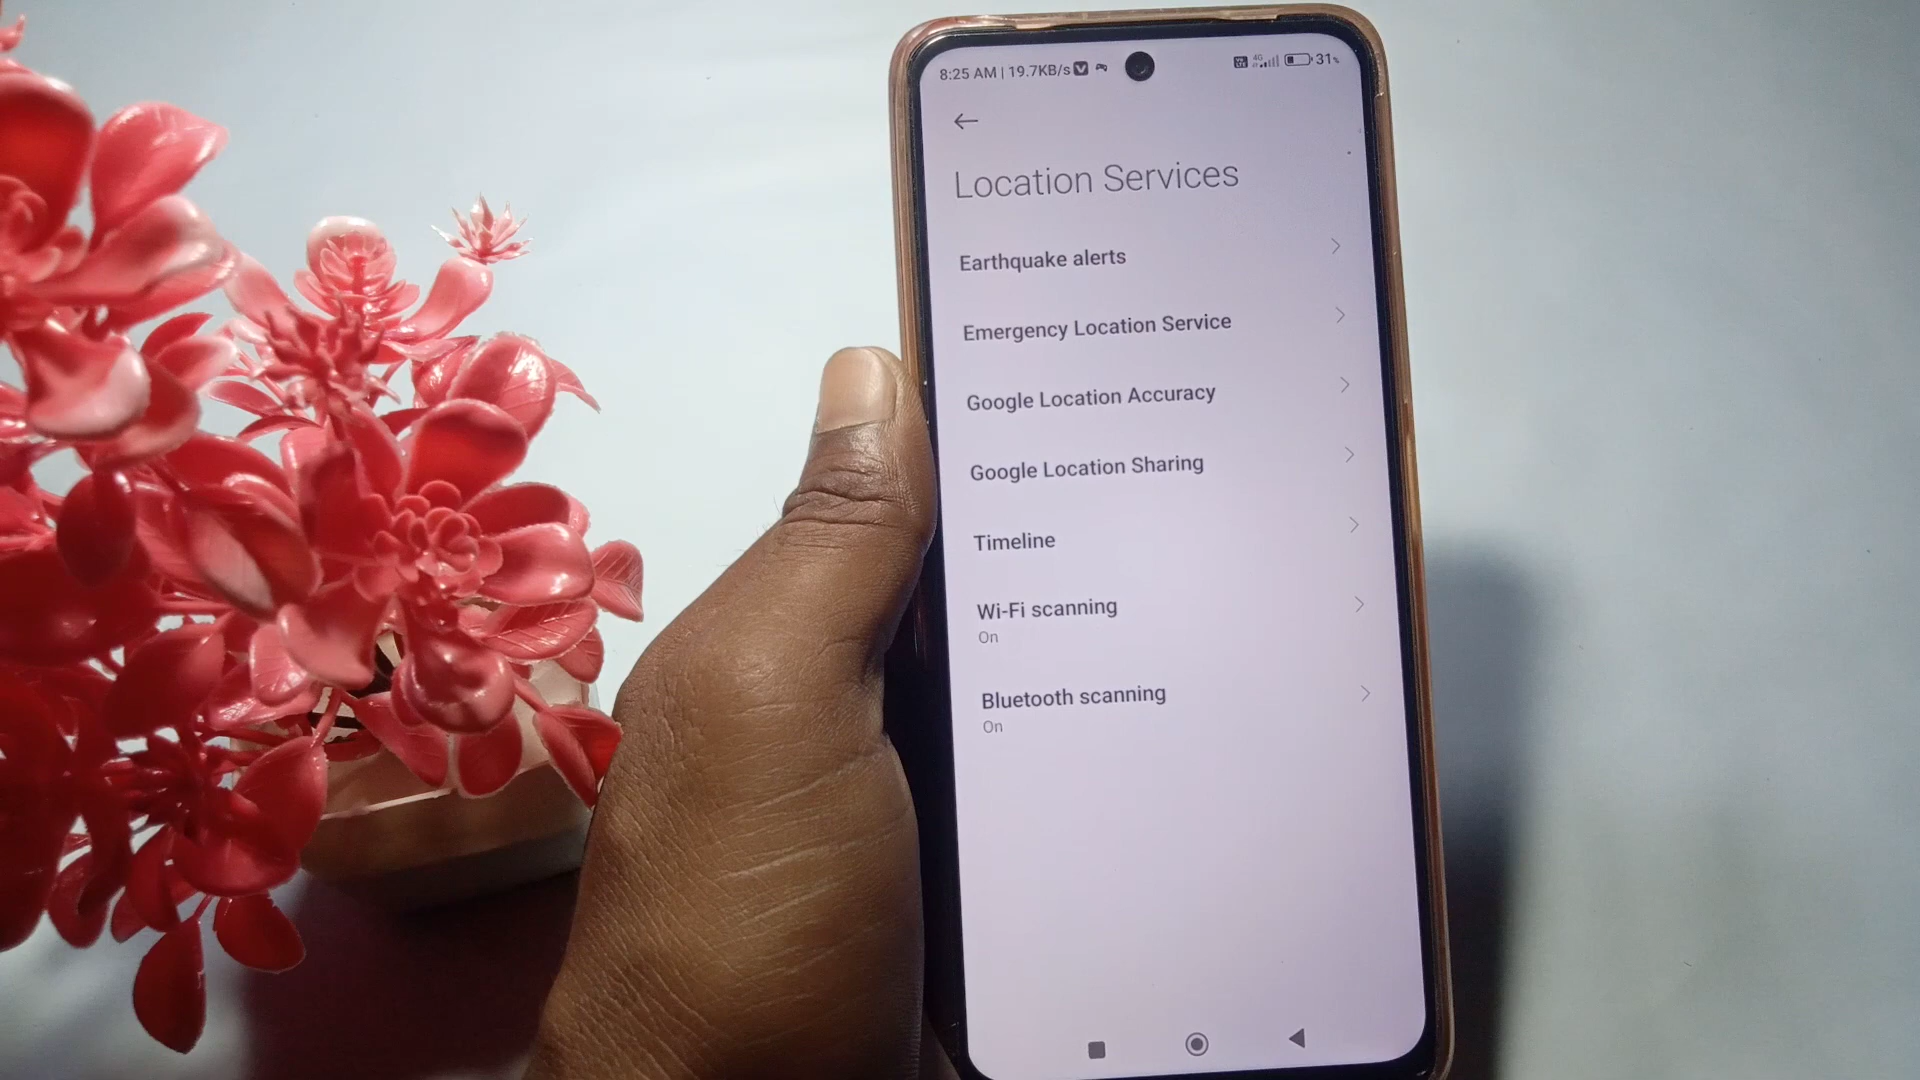 8:25 AM | 19.7KB/s
4G
31%
Location Services
Earthquake alerts
Emergency Location Service
Google Location Accuracy
Google Location Sharing
Timeline
Wi-Fi scanning
On
Bluetooth scanning
On